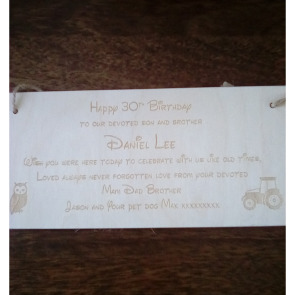 Happy 30th Birthday
to our devoted son and brother
Daniel Lee
Wish you were here today to celebrate with us like old times.
Loved always never forgotten love from your devoted
Mam Dad Brother
Jason and your pet dog Max xxxxxxxxx